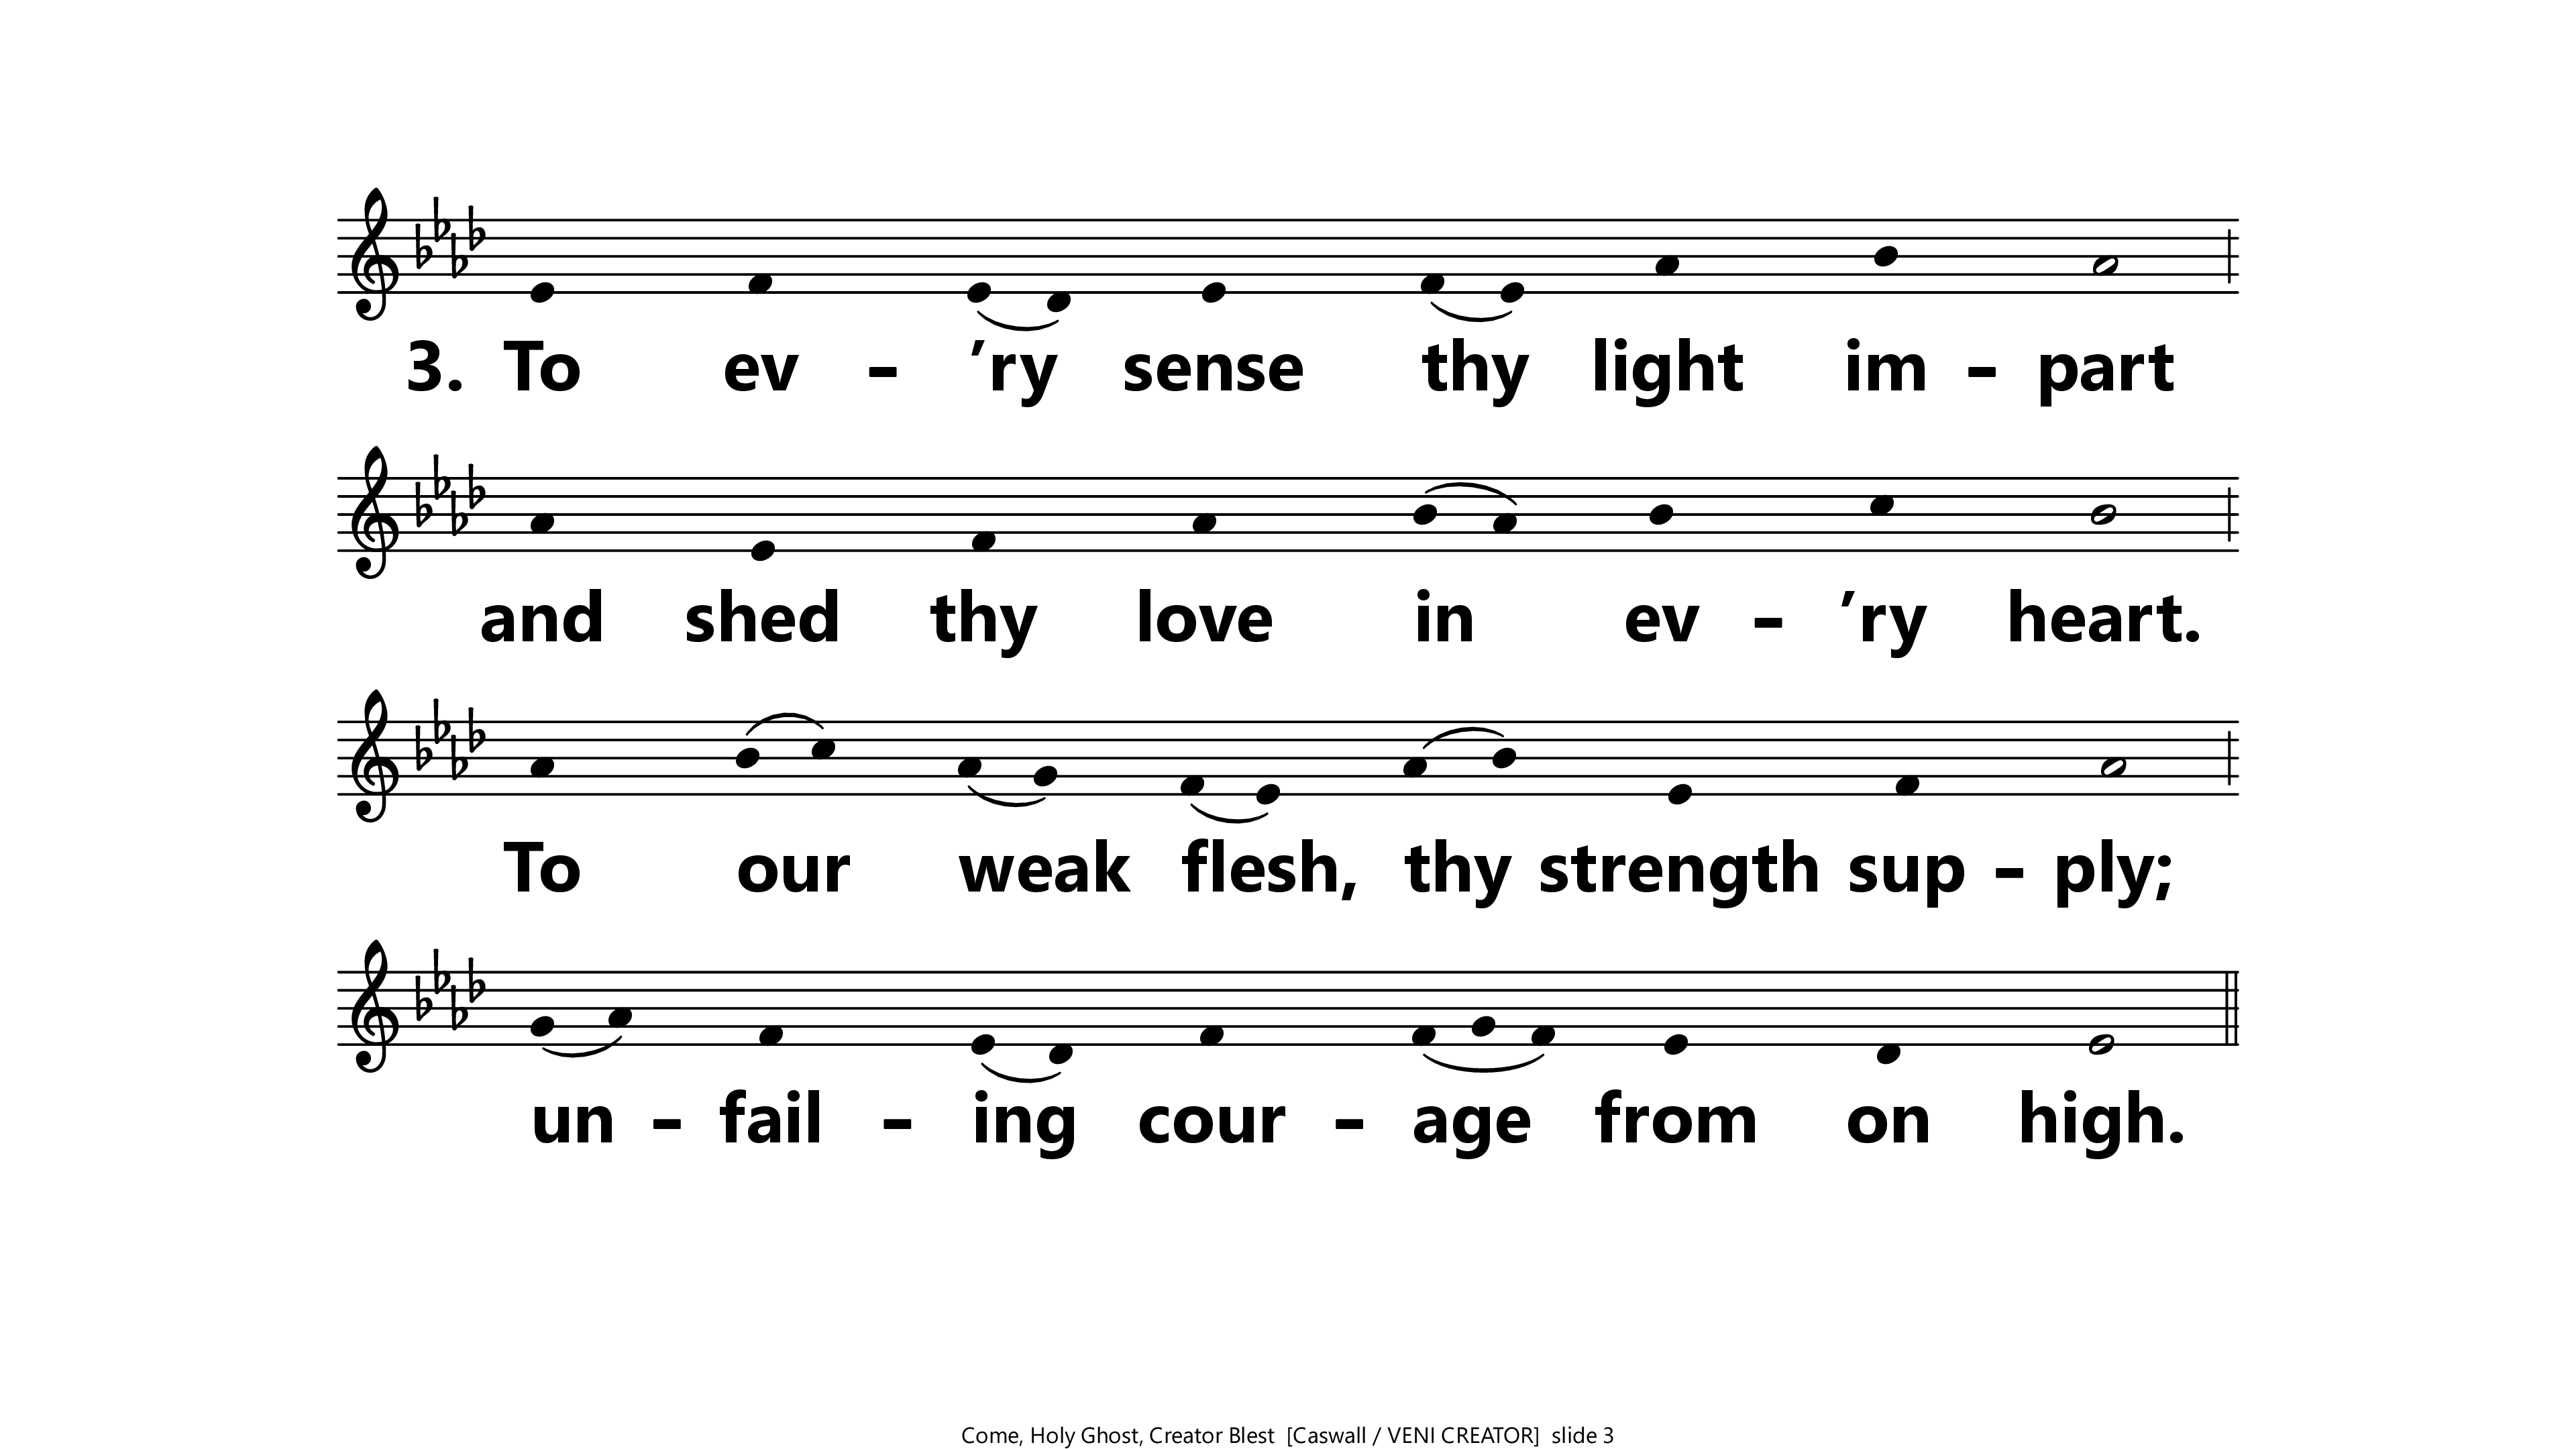 3. To ev – ’ry sense thy light im – part
and shed thy love in ev – ’ry heart.
To our weak flesh, thy strength sup – ply;
un – fail – ing cour – age from on high.
Come, Holy Ghost, Creator Blest [Caswall / VENI CREATOR] slide 3